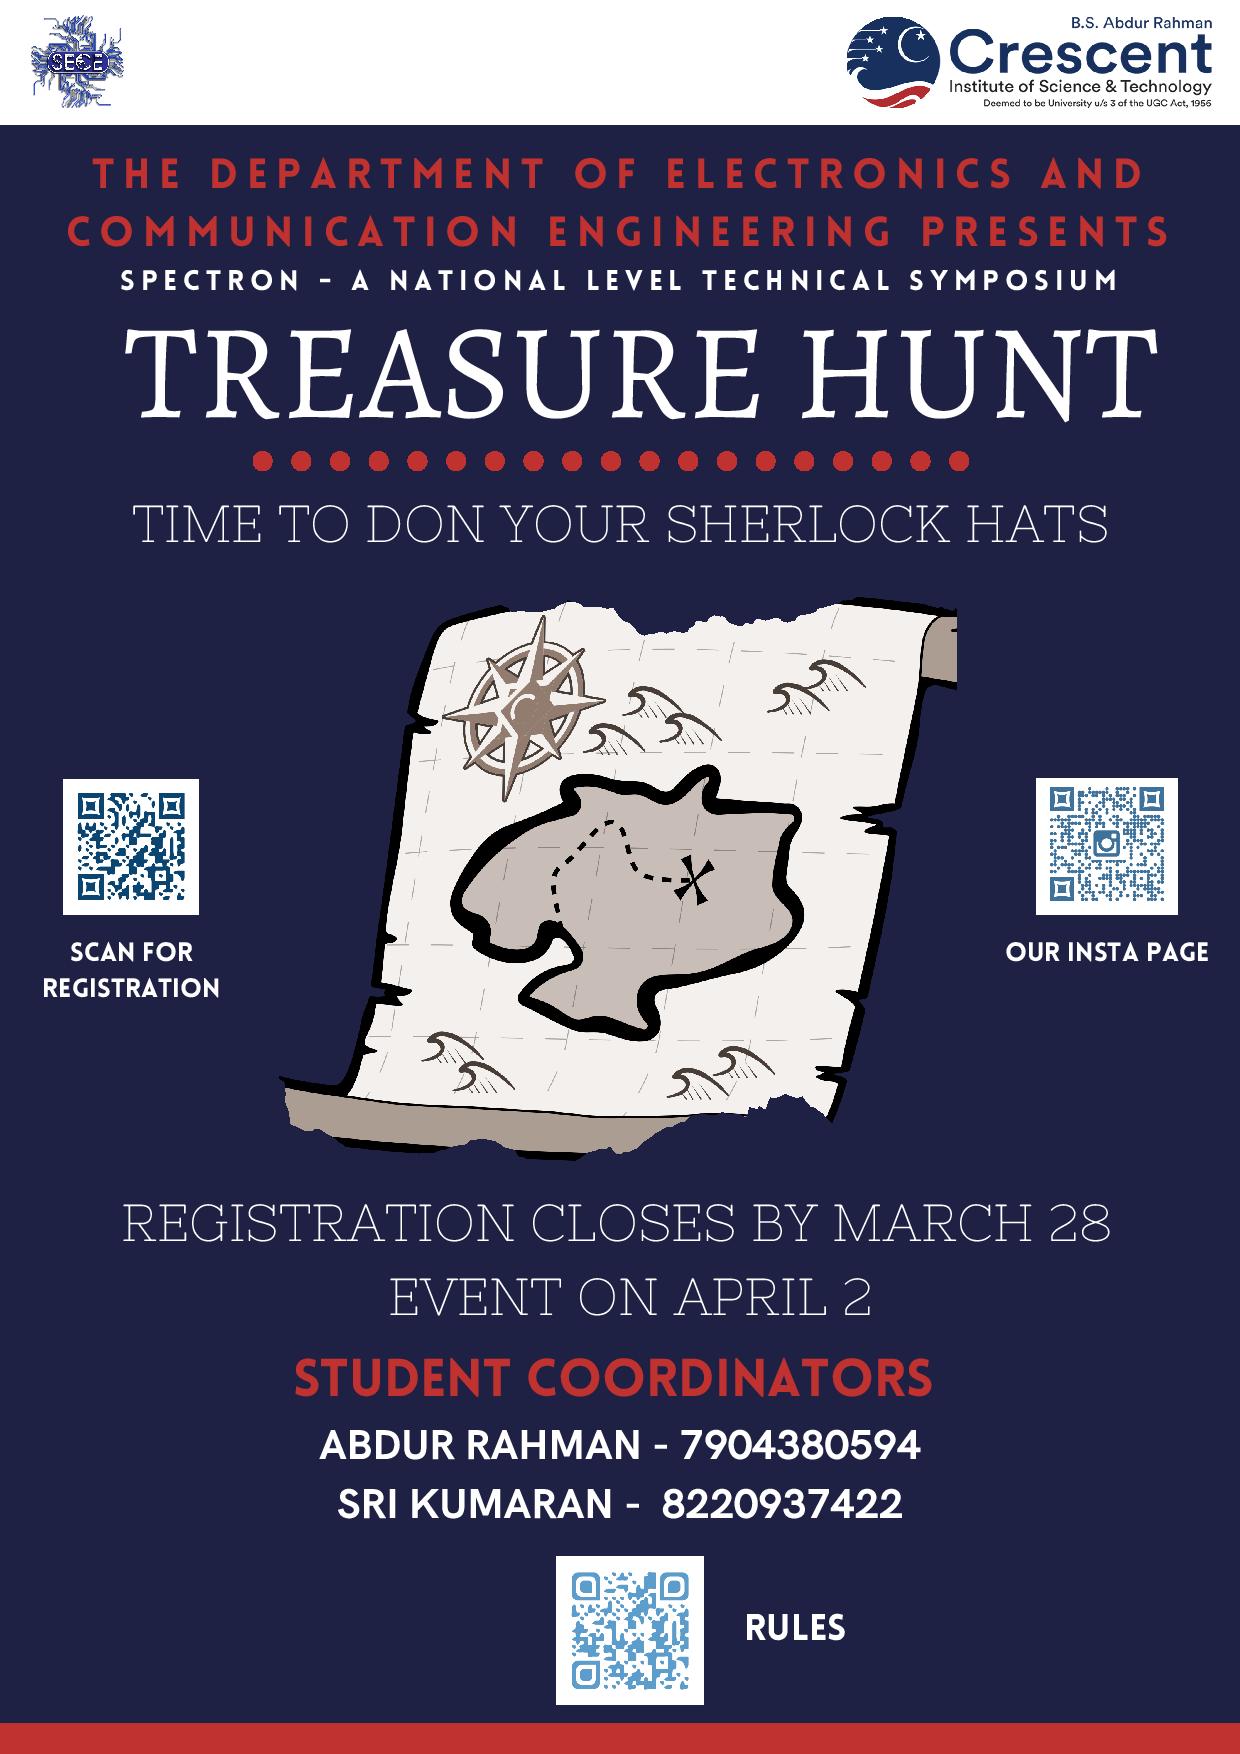 SECE
B.S. Abdur Rahman
Crescent
Institute of Science & Technology
Deemed to be University u/s 3 of the UGC Act, 1956
THE DEPARTMENT OF ELECTRONICS AND
COMMUNICATION ENGINEERING PRESENTS
SPECTRON - A NATIONAL LEVEL TECHNICAL SYMPOSIUM
TREASURE HUNT
TIME TO DON YOUR SHERLOCK HATS
SCAN FOR
REGISTRATION
OUR INSTA PAGE
REGISTRATION CLOSES BY MARCH 28
EVENT ON APRIL 2
STUDENT COORDINATORS
ABDUR RAHMAN - 7904380594
SRI KUMARAN - 8220937422
RULES